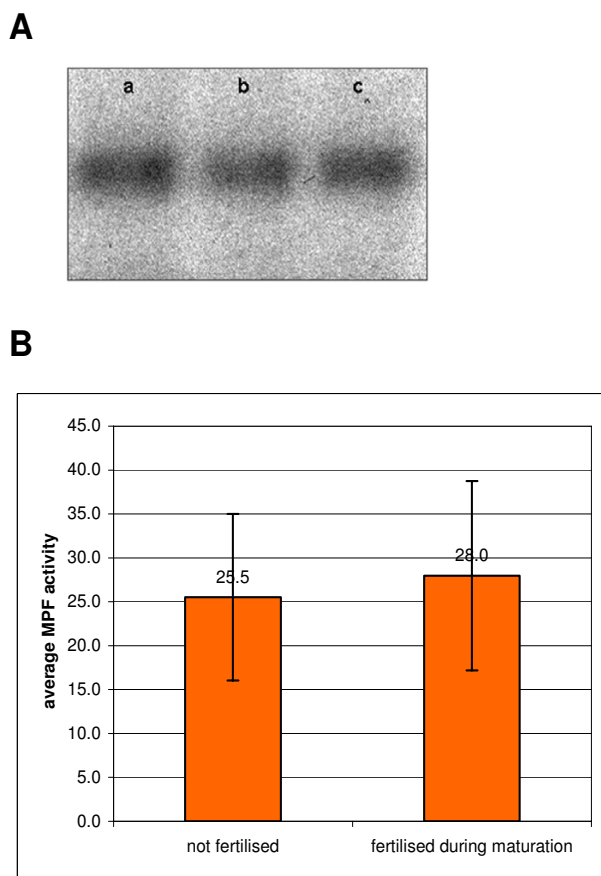 A
a b c
B
45.0
40.0
35.0
30.0
25.0
20.0
15.0
10.0
5.0
0.0
average MPF activity
25.5
28.0
not fertilised fertilised during maturation